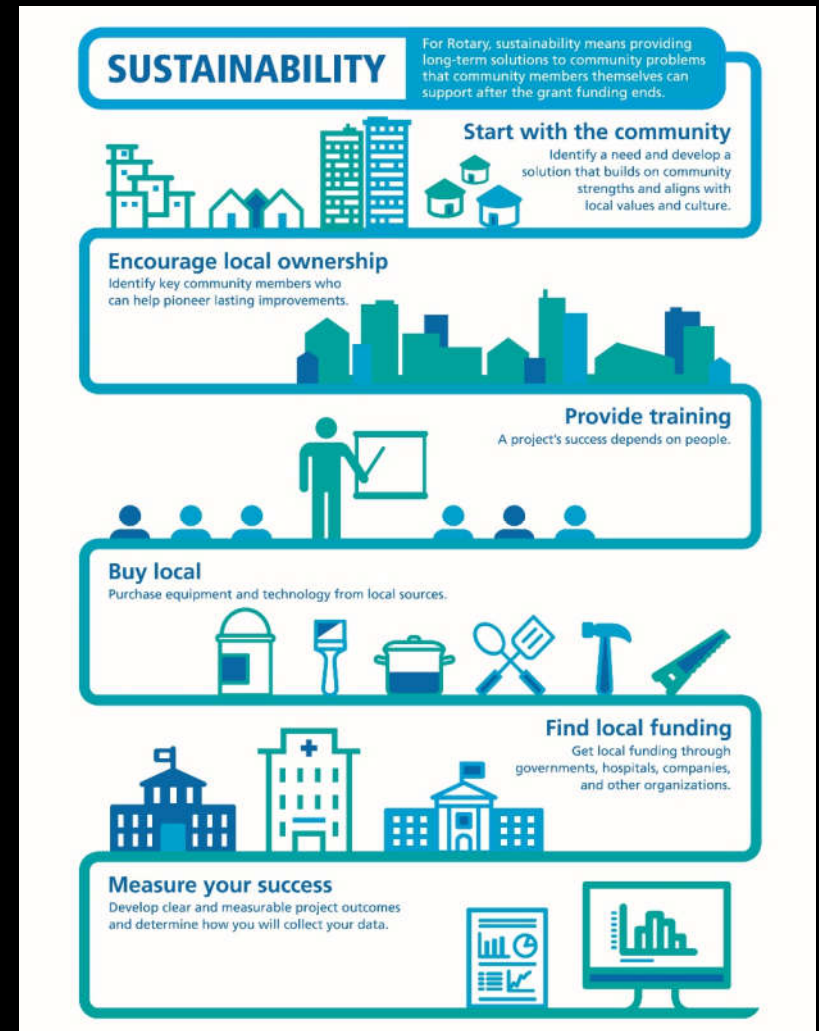 SUSTAINABILITY
For Rotary, sustainability means providing
long-term solutions to community problems
that community members themselves can
support after the grant funding ends.
Start with the community
Identify a need and develop a
solution that builds on community
strengths and aligns with
local values and culture.
Encourage local ownership
Identify key community members who
can help pioneer lasting improvements.
Provide training
A project's success depends on people.
Buy local
Purchase equipment and technology from local sources.
Find local funding
Get local funding through
governments, hospitals, companies,
and other organizations.
Measure your success
Develop clear and measurable project outcomes
and determine how you will collect your data.